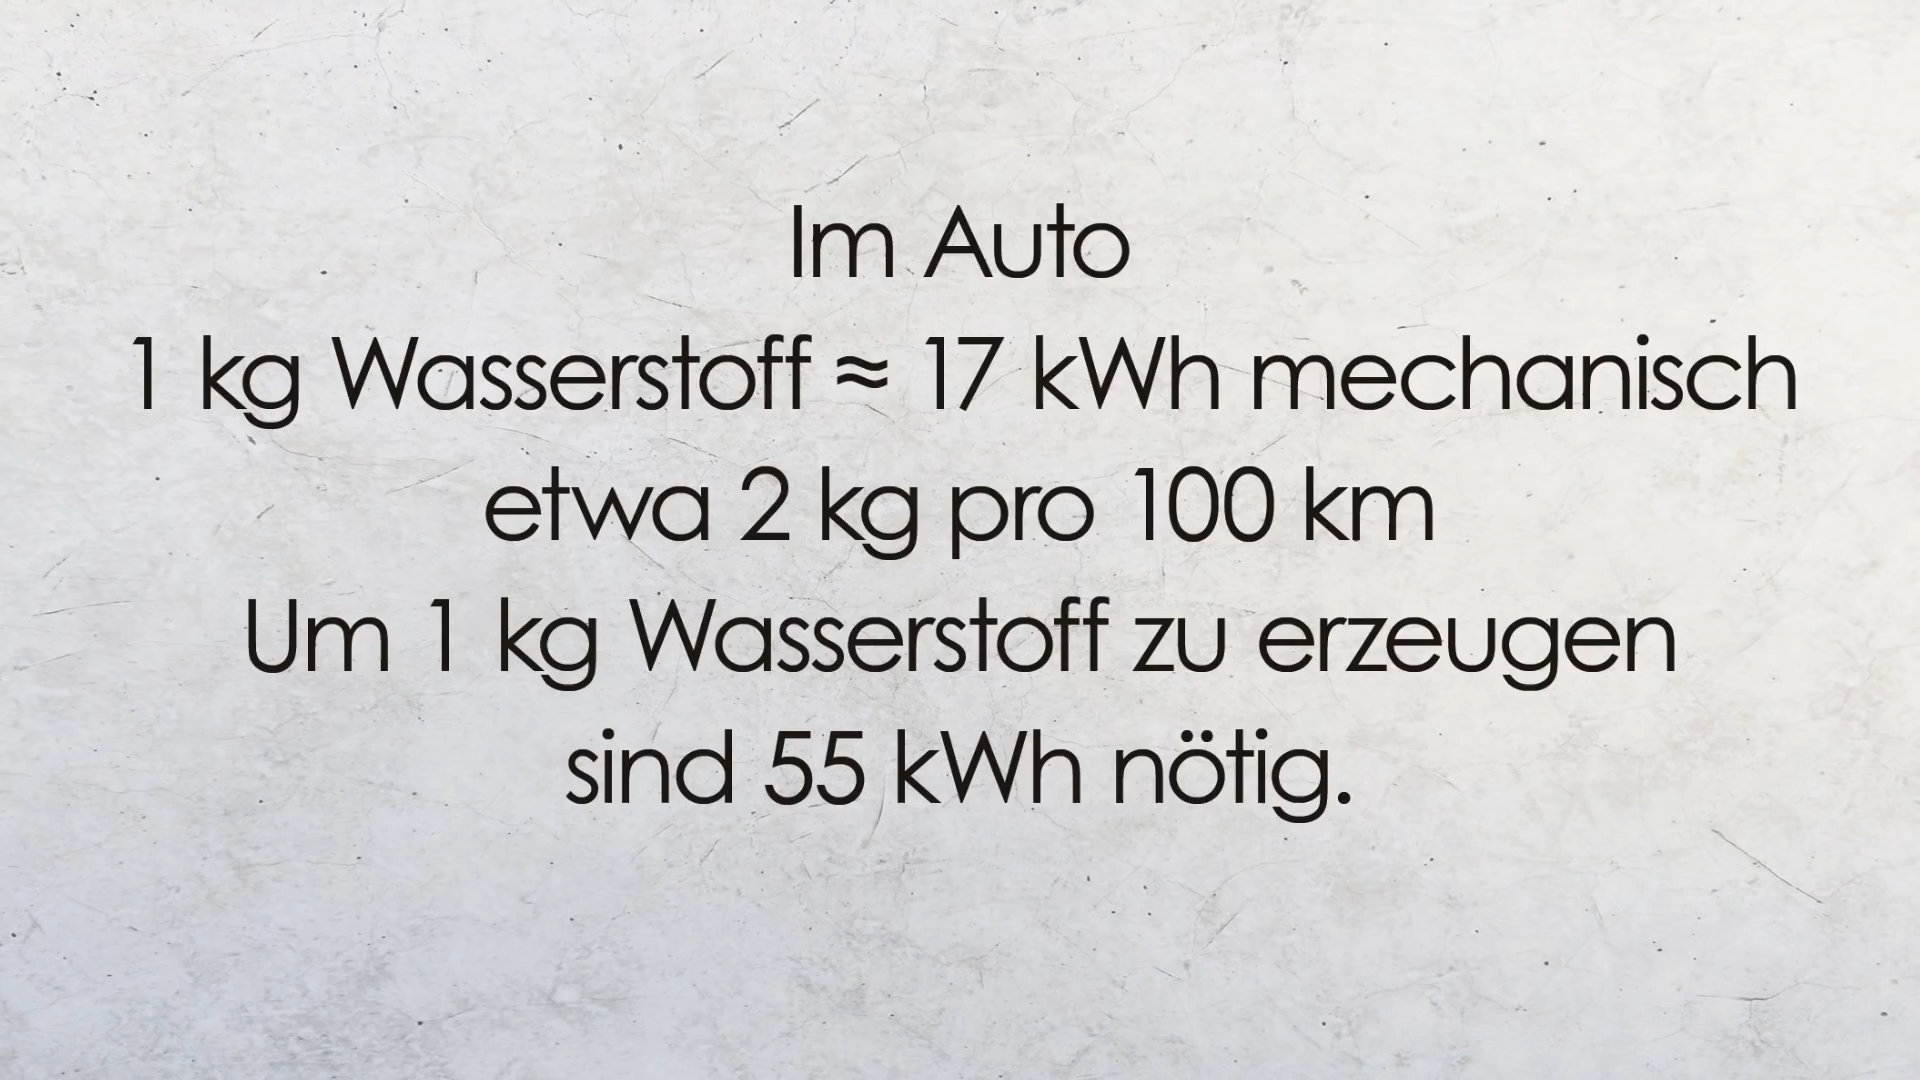 Im Auto
1 kg Wasserstoff ≈ 17 kWh mechanisch
etwa 2 kg pro 100 km
Um 1 kg Wasserstoff zu erzeugen
sind 55 kWh nötig.